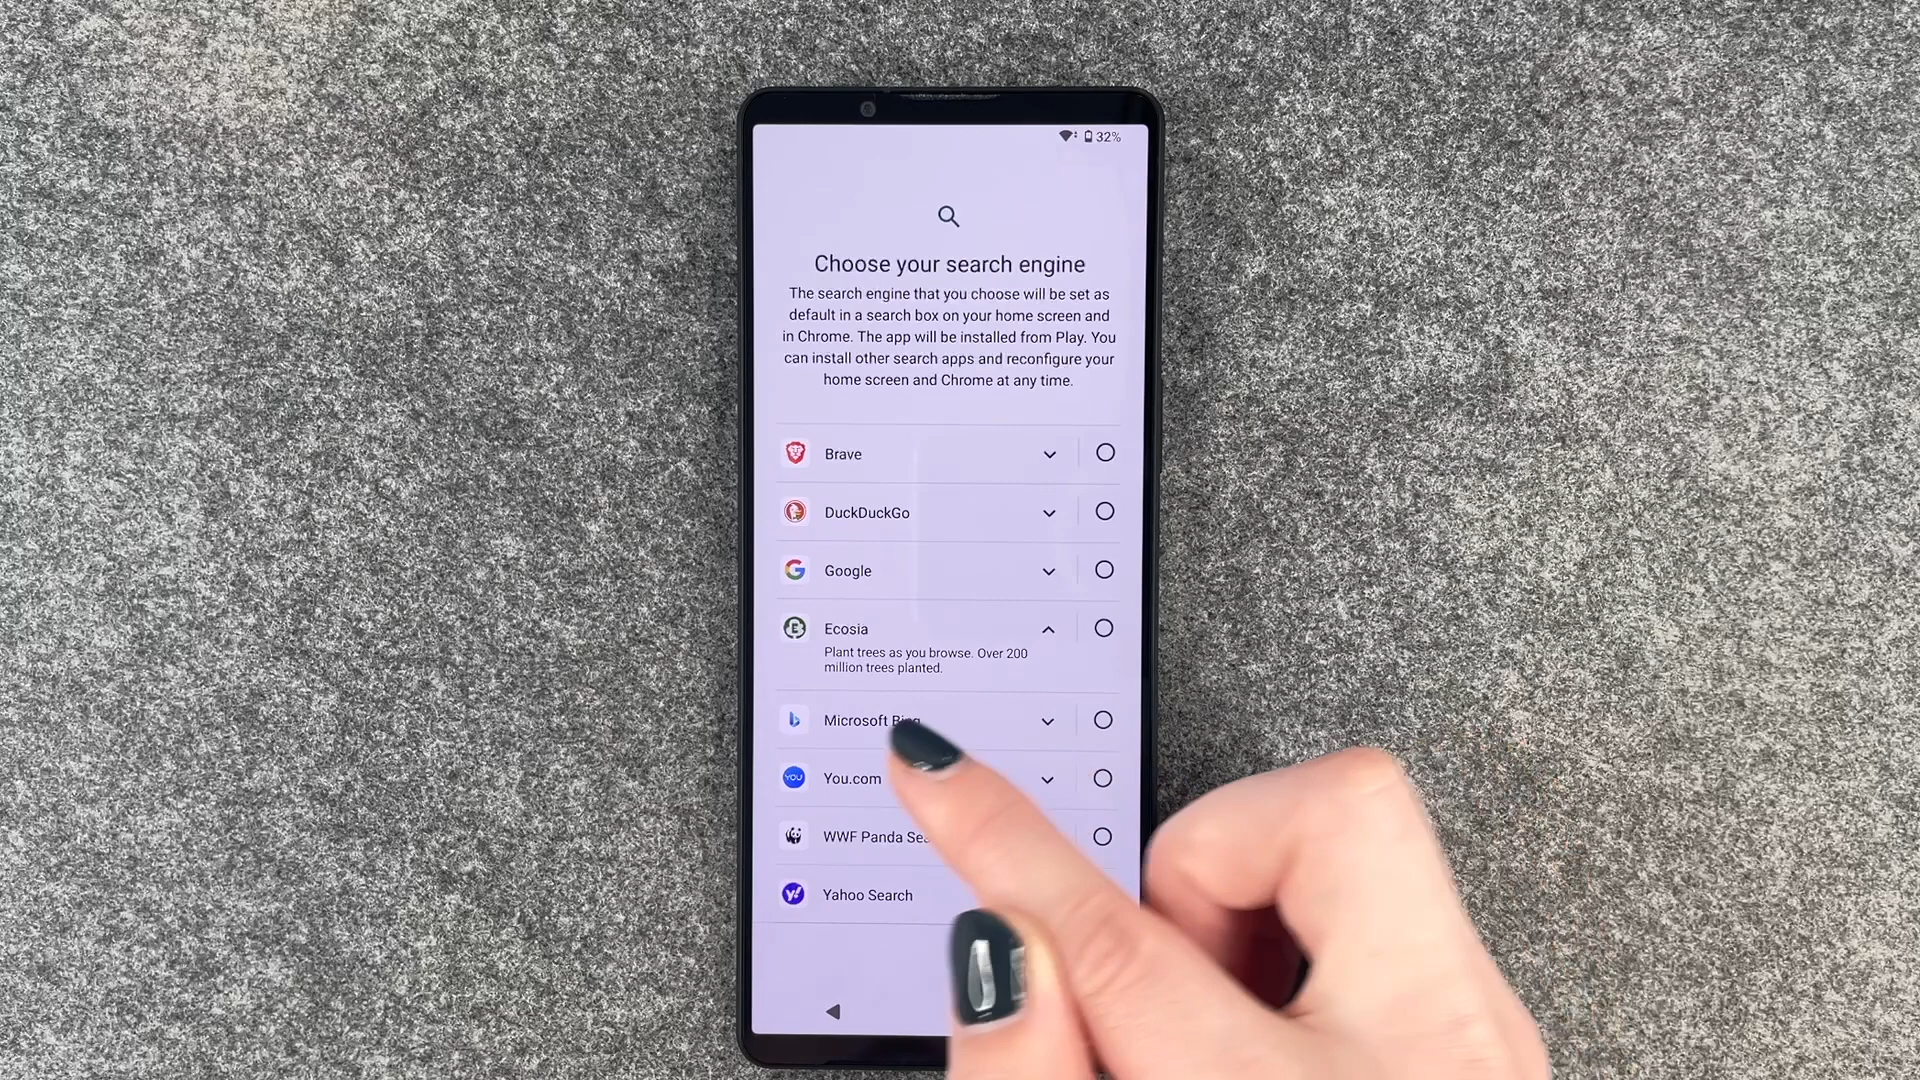 32%
Choose your search engine
The search engine that you choose will be set as
default in a search box on your home screen and
in Chrome. The app will be installed from Play. You
can install other search apps and reconfigure your
home screen and Chrome at any time.
Brave
DuckDuckGo
Google
Ecosia
Plant trees as you browse. Over 200
million trees planted.
Microsoft Bing
YOU
You.com
WWF Panda
Yahoo Search